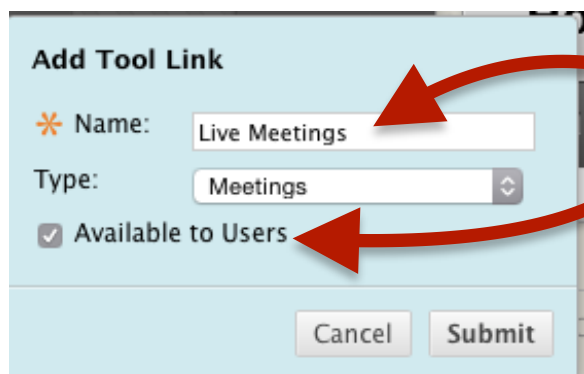 Add Tool Link
* Name: Live Meetings
Type: Meetings
Available to Users
Cancel Submit